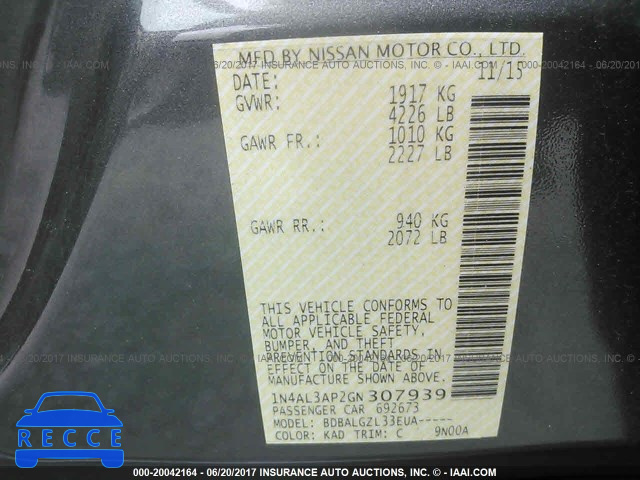 MFD BY NISSAN MOTOR CO., LTD.
DATE: 11/15
GVWR: 1917 KG
4226 LB
GAWR FR.: 1010 KG
2227 LB
GAWR RR.: 940 KG
2072 LB
THIS VEHICLE CONFORMS TO
ALL APPLICABLE FEDERAL
MOTOR VEHICLE SAFETY,
BUMPER, AND THEFT
PREVENTION STANDARDS IN
EFFECT ON THE DATE OF
MANUFACTURE SHOWN ABOVE.
1N4AL3AP2GN307939
PASSENGER CAR 692673
MODEL: BDBALGZL33EUA-----
COLOR: KAD TRIM: C 9N00A
RECCE
000-20042164 - 06/20/2017 INSURANCE AUTO AUCTIONS, INC. - © - IAAI.COM